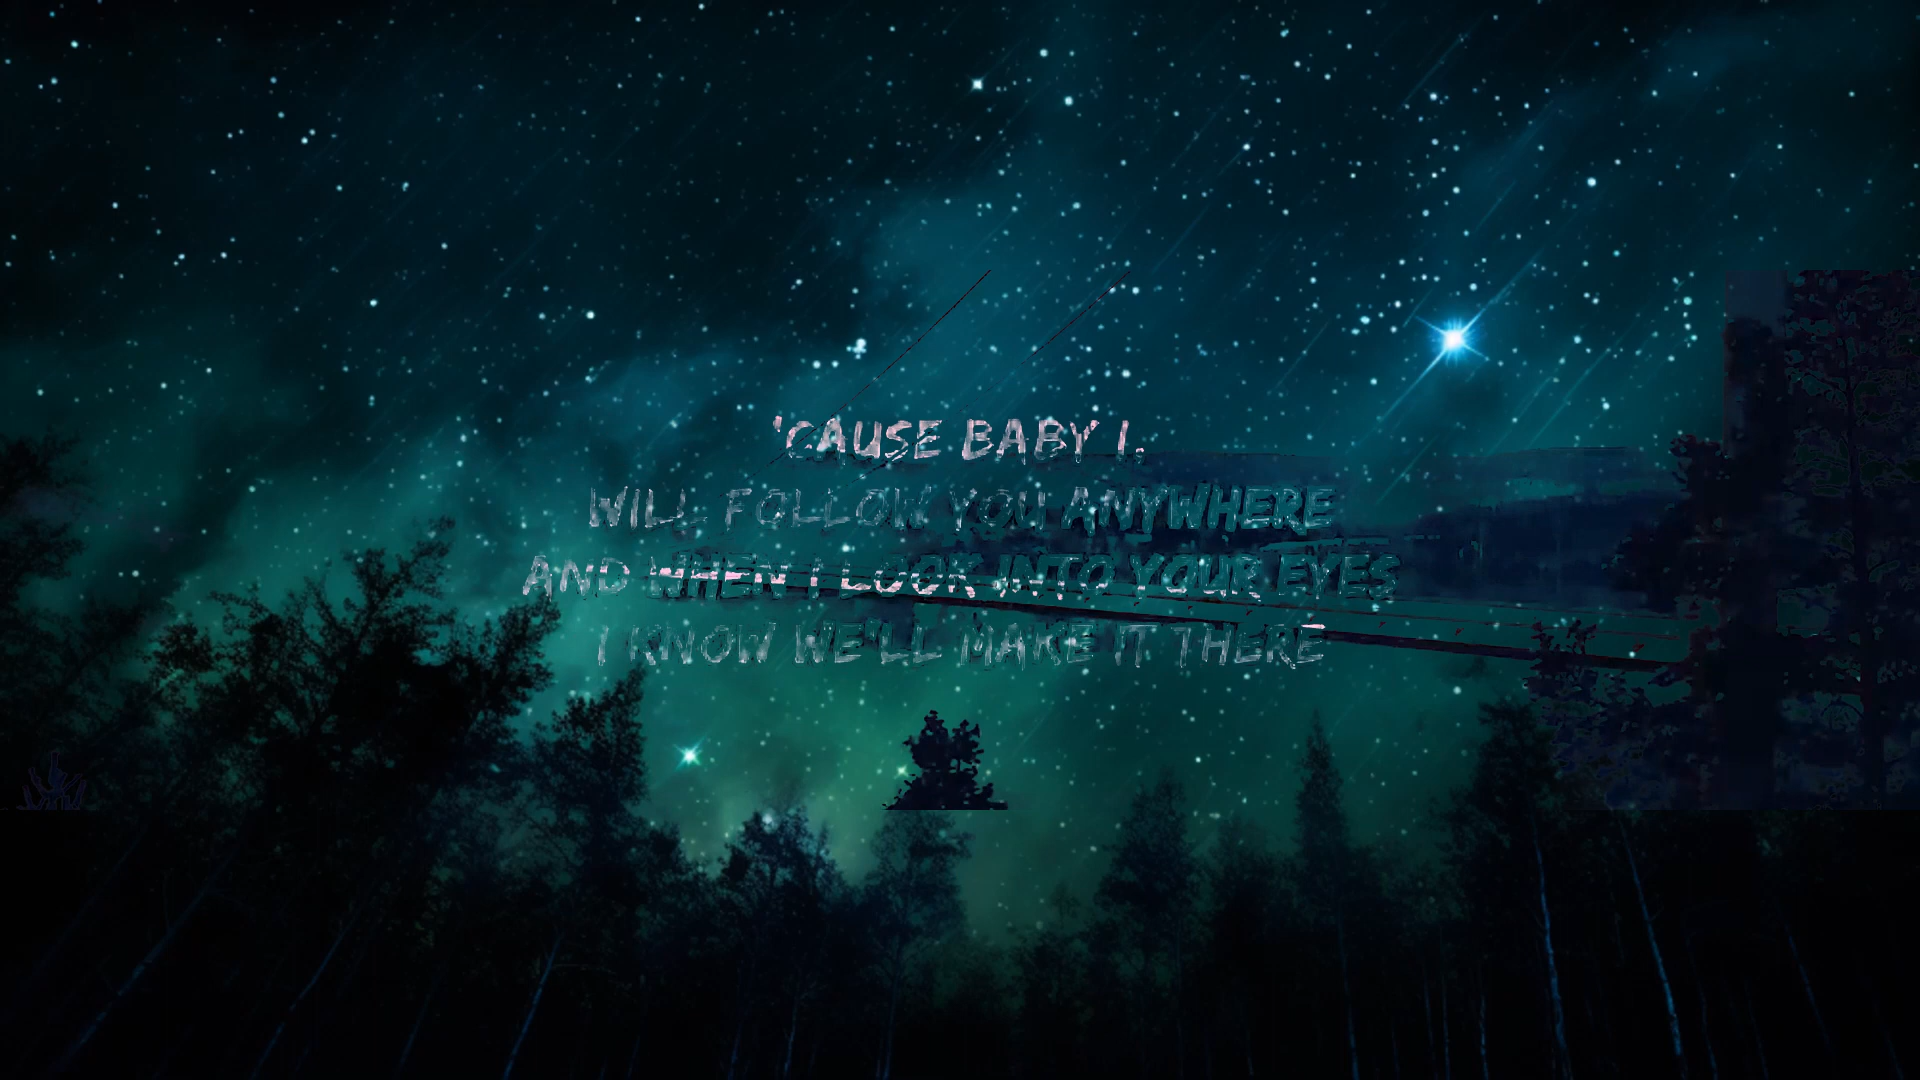 'CAUSE BABY I,
WILL FOLLOW YOU ANYWHERE
AND WHEN I LOOK INTO YOUR EYES
I KNOW WE'LL MAKE IT THERE